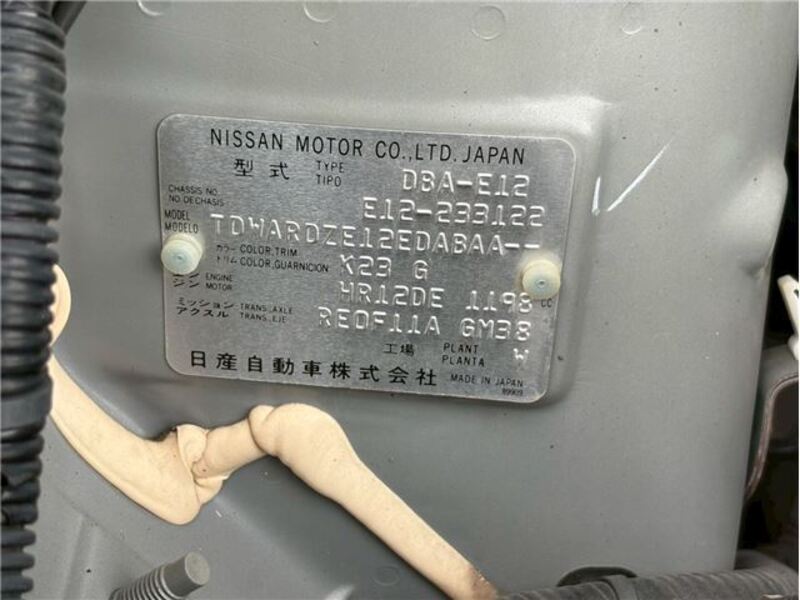 NISSAN MOTOR CO., LTD. JAPAN
型式 TYPE TIPO DBA-E12
CHASSIS NO. NO DE CHASIS E12-233122
MODEL MODELO TDWARDZE12EDABAA--
カラー COLOR, TRIM トリム COLOR, GUARNICION K23 G
ENGINE ジン MOTOR HR12DE 1198 CC
ミッション TRANS., AXLE アクスル TRANS., EJE RE0F11A GM38
工場 PLANT PLANTA W
日産自動車株式会社 MADE IN JAPAN
89909